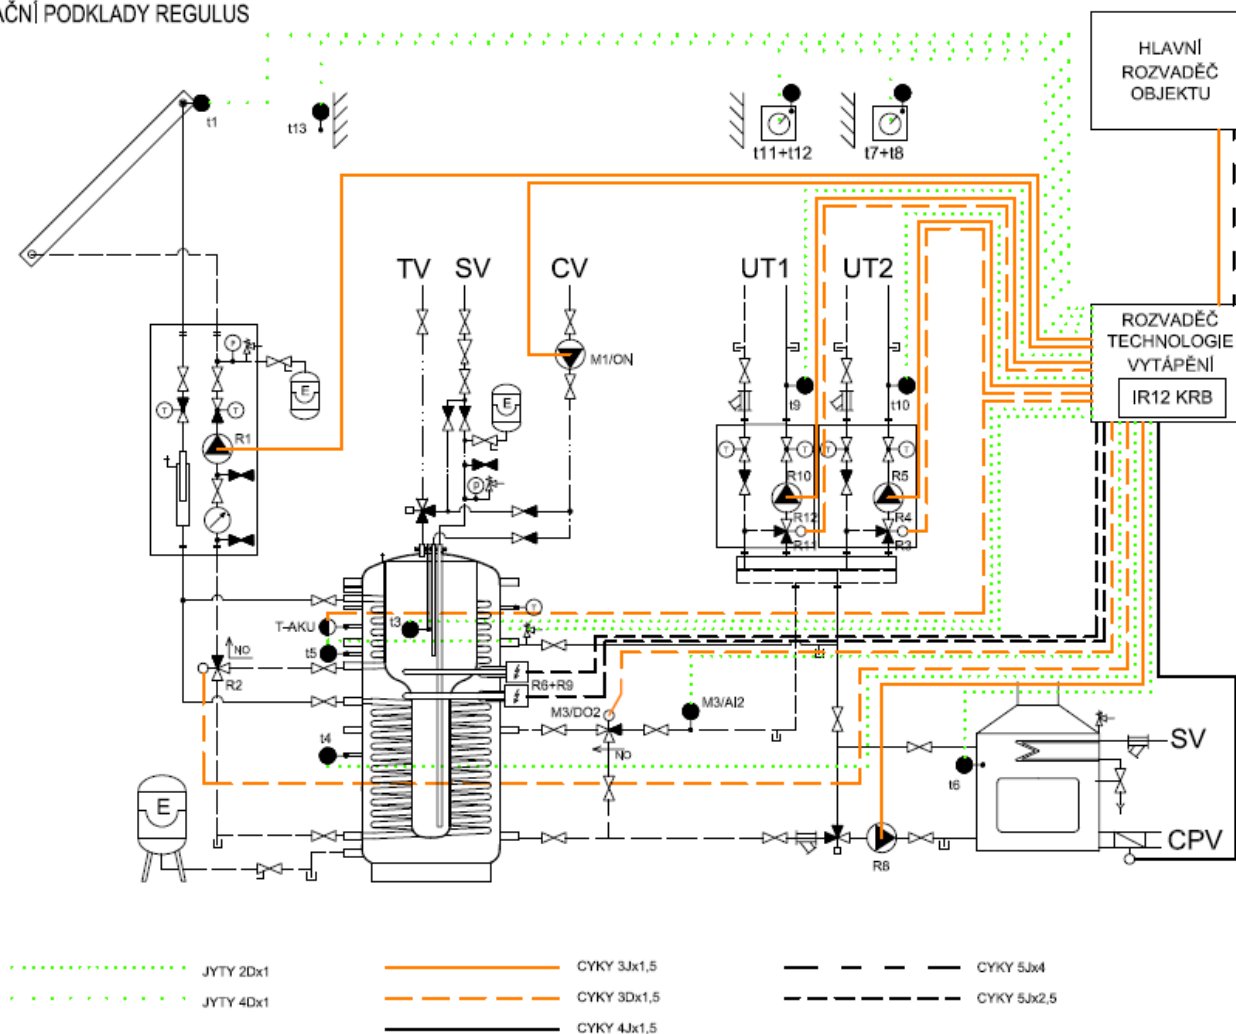 AČNÍ PODKLADY REGULUS
HLAVNÍ
ROZVADĚČ
OBJEKTU
t1
t13
t11+t12
t7+t8
TV
SV
CV
UT1
UT2
ROZVADĚČ
TECHNOLOGIE
VYTÁPĚNÍ
IR12 KRB
P
E
M1/ON
t9
t10
E
T
T
R1
T
T
T
T
P
R10
R5
R12
R4
R11
R3
T
T-AKU
t3
t5
NO
R2
R6+R9
M3/DO2
M3/AI2
NO
t4
t6
SV
E
R8
CPV
JYTY 2Dx1
CYKY 3Jx1,5
CYKY 5Jx4
JYTY 4Dx1
CYKY 3Dx1,5
CYKY 5Jx2,5
CYKY 4Jx1,5